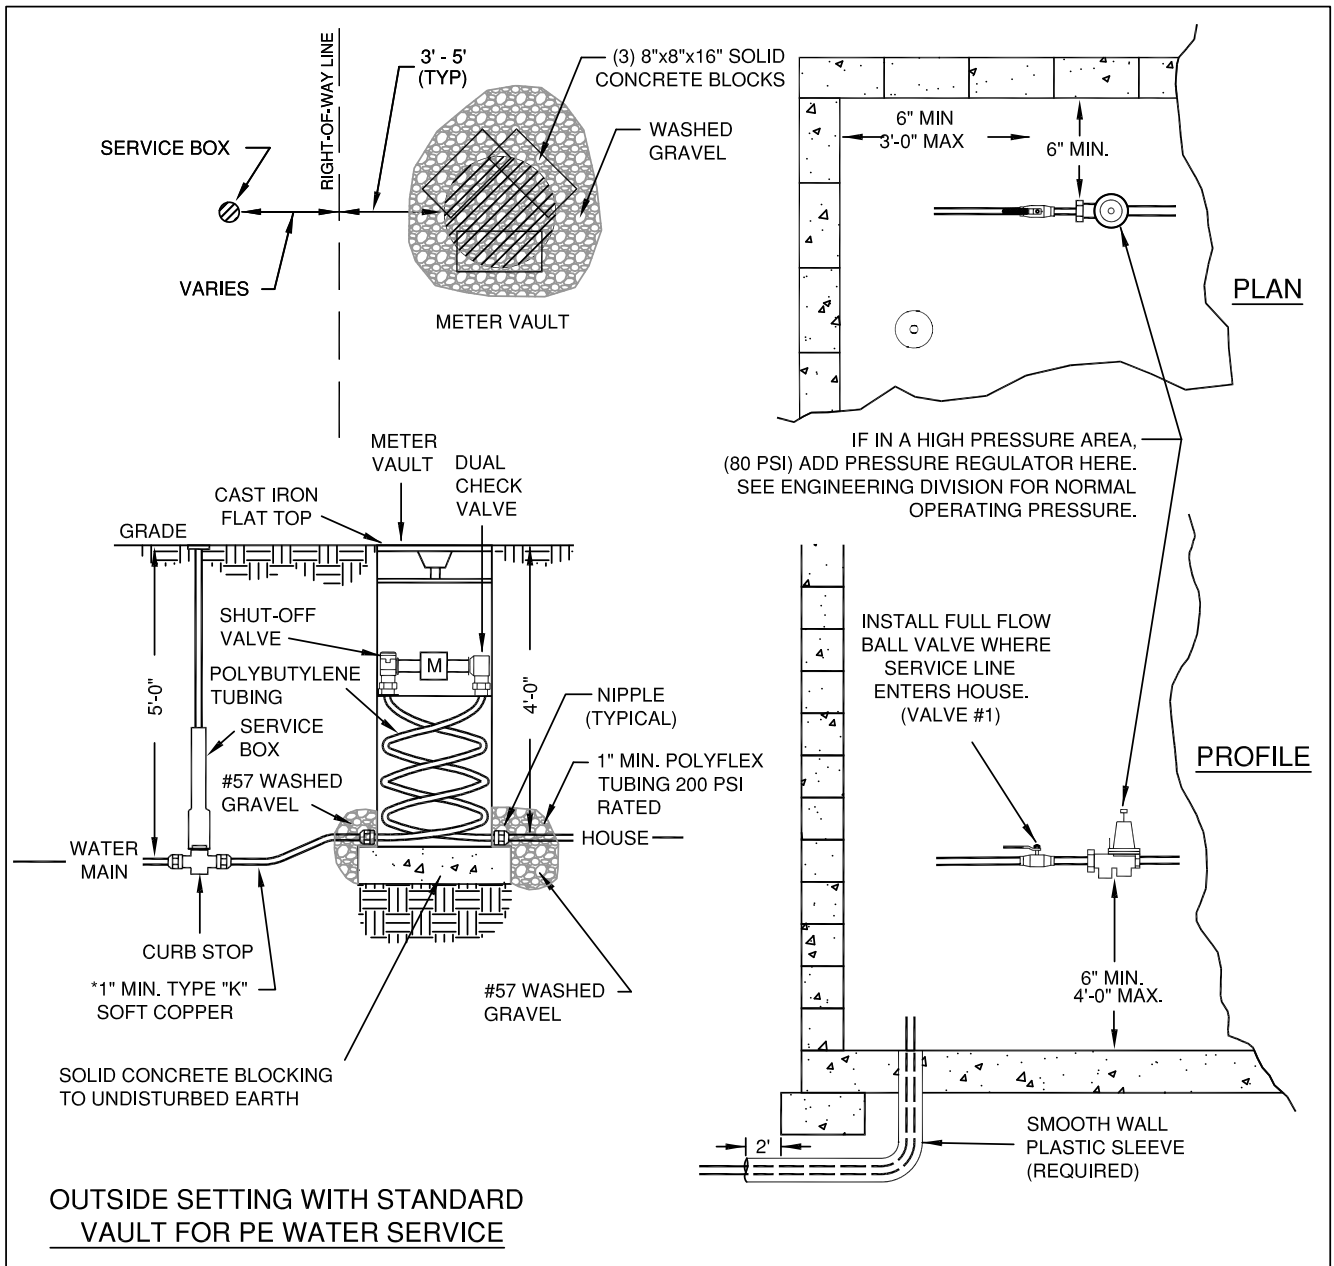 3' - 5'
(TYP)
(3) 8"x8"x16" SOLID
CONCRETE BLOCKS
RIGHT-OF-WAY LINE
SERVICE BOX
WASHED
GRAVEL
VARIES
METER VAULT
6" MIN
3'-0" MAX
6" MIN.
PLAN
IF IN A HIGH PRESSURE AREA,
(80 PSI) ADD PRESSURE REGULATOR HERE.
SEE ENGINEERING DIVISION FOR NORMAL
OPERATING PRESSURE.
METER
VAULT
DUAL
CHECK
VALVE
CAST IRON
FLAT TOP
GRADE
SHUT-OFF
VALVE
M
POLYBUTYLENE
TUBING
5'-0"
4'-0"
SERVICE
BOX
NIPPLE
(TYPICAL)
#57 WASHED
GRAVEL
1" MIN. POLYFLEX
TUBING 200 PSI
RATED
HOUSE
WATER
MAIN
CURB STOP
*1" MIN. TYPE "K"
SOFT COPPER
#57 WASHED
GRAVEL
SOLID CONCRETE BLOCKING
TO UNDISTURBED EARTH
INSTALL FULL FLOW
BALL VALVE WHERE
SERVICE LINE
ENTERS HOUSE.
(VALVE #1)
PROFILE
6" MIN.
4'-0" MAX.
2'
SMOOTH WALL
PLASTIC SLEEVE
(REQUIRED)
OUTSIDE SETTING WITH STANDARD
VAULT FOR PE WATER SERVICE